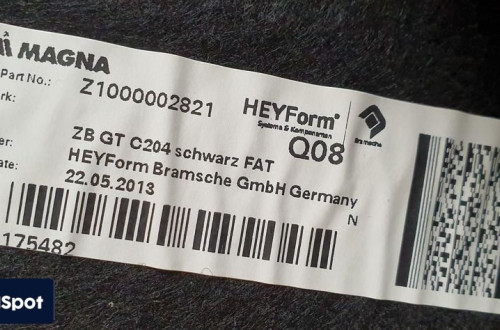 MAGNA
Part No.: Z1000002821
HEYForm
Systeme & Komponenten
Bramsche
Q08
ZB GT C204 schwarz FAT
HEYForm Bramsche GmbH Germany
22.05.2013
N
175482
Spot